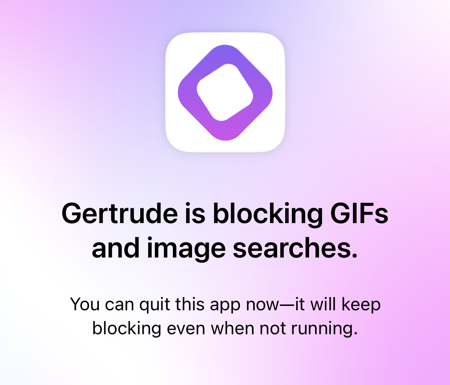 Gertrude is blocking GIFs
and image searches.
You can quit this app now—it will keep
blocking even when not running.